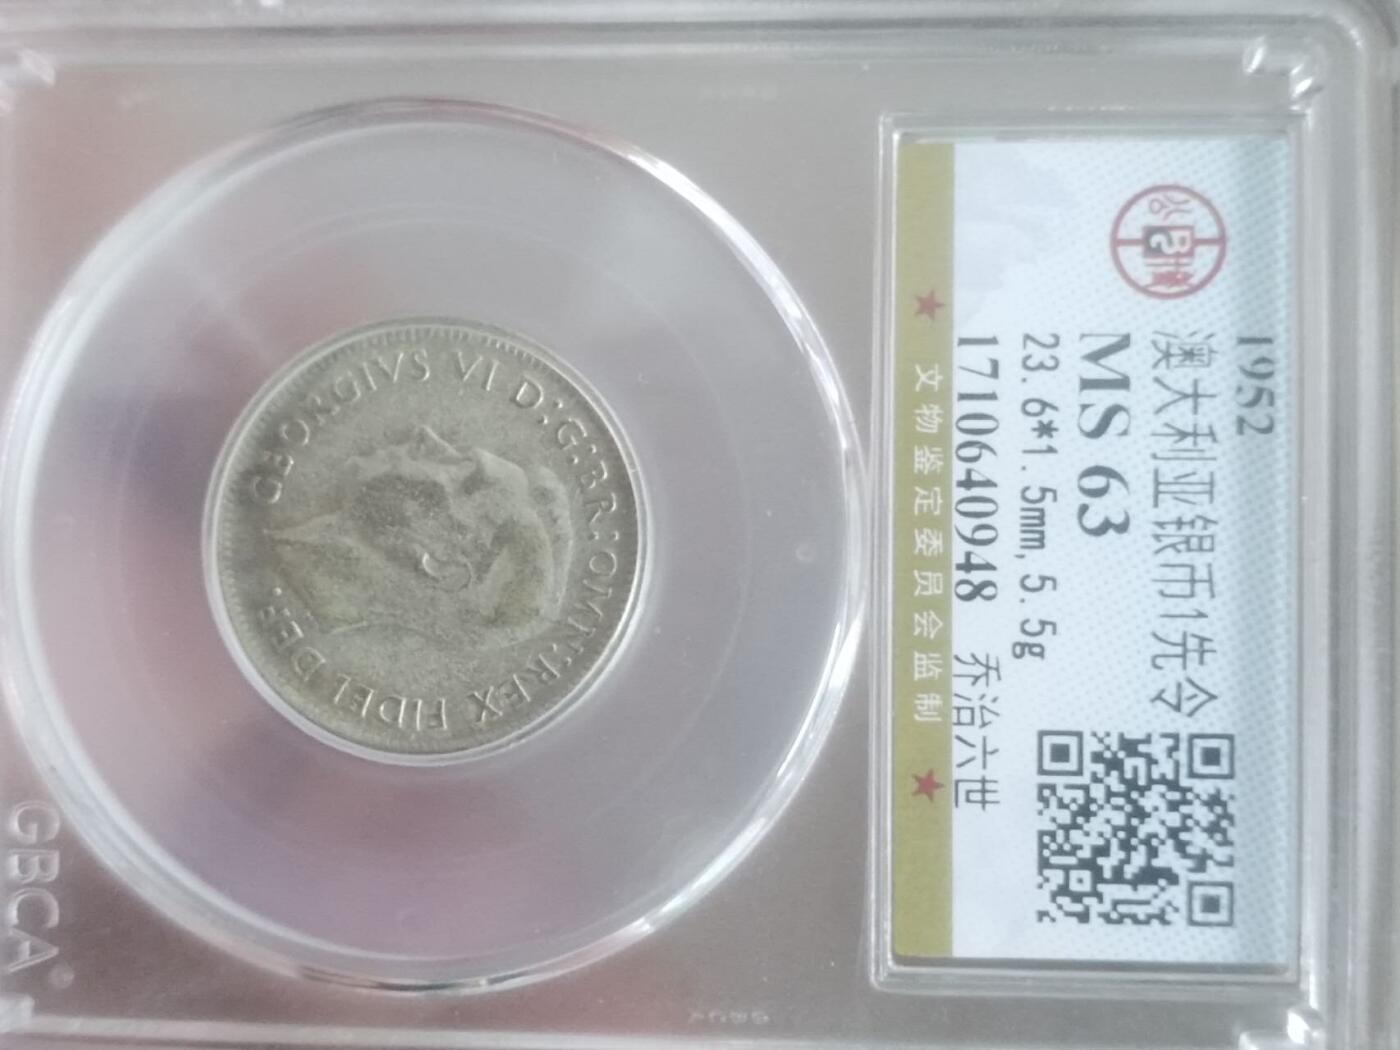 1952
澳大利亚银币1先令
MS 63
23.6*1.5mm,5.5g
1710640948 乔治六世
★ 文物鉴定委员会监制 ★
公博
GEORGIVS VI D:G:BR:OMN:REX FIDEI DEF.
GBCA®